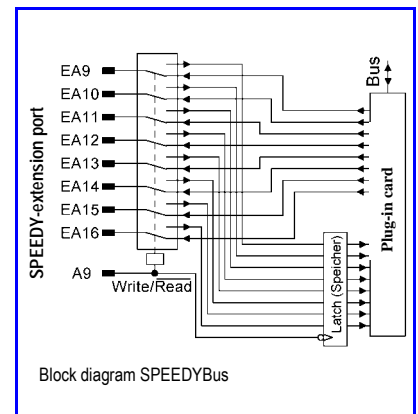 SPEEDY-extension port
EA9
EA10
EA11
EA12
EA13
EA14
EA15
EA16
A9
Write/Read
Latch (Speicher)
Bus
Plug-in card
Block diagram SPEEDYBus